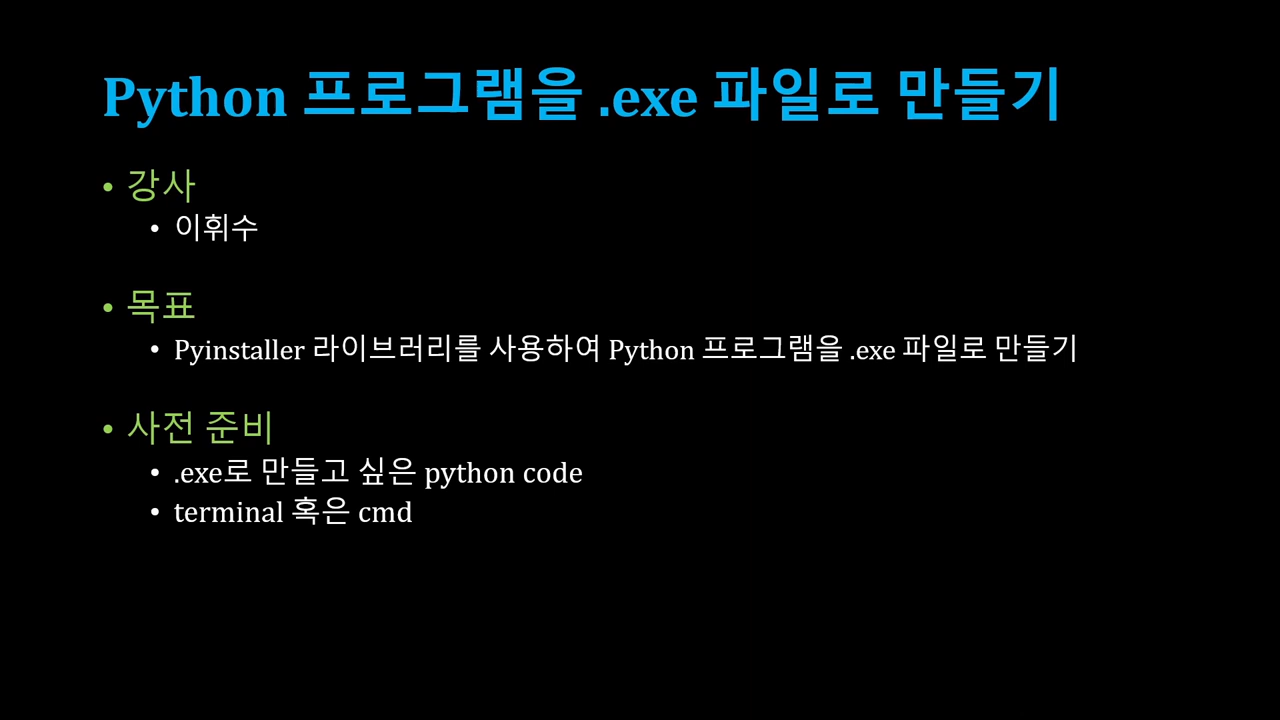 Python 프로그램을 .exe 파일로 만들기
• 강사
• 이휘수
• 목표
• Pyinstaller 라이브러리를 사용하여 Python 프로그램을 .exe 파일로 만들기
• 사전 준비
• .exe로 만들고 싶은 python code
• terminal 혹은 cmd